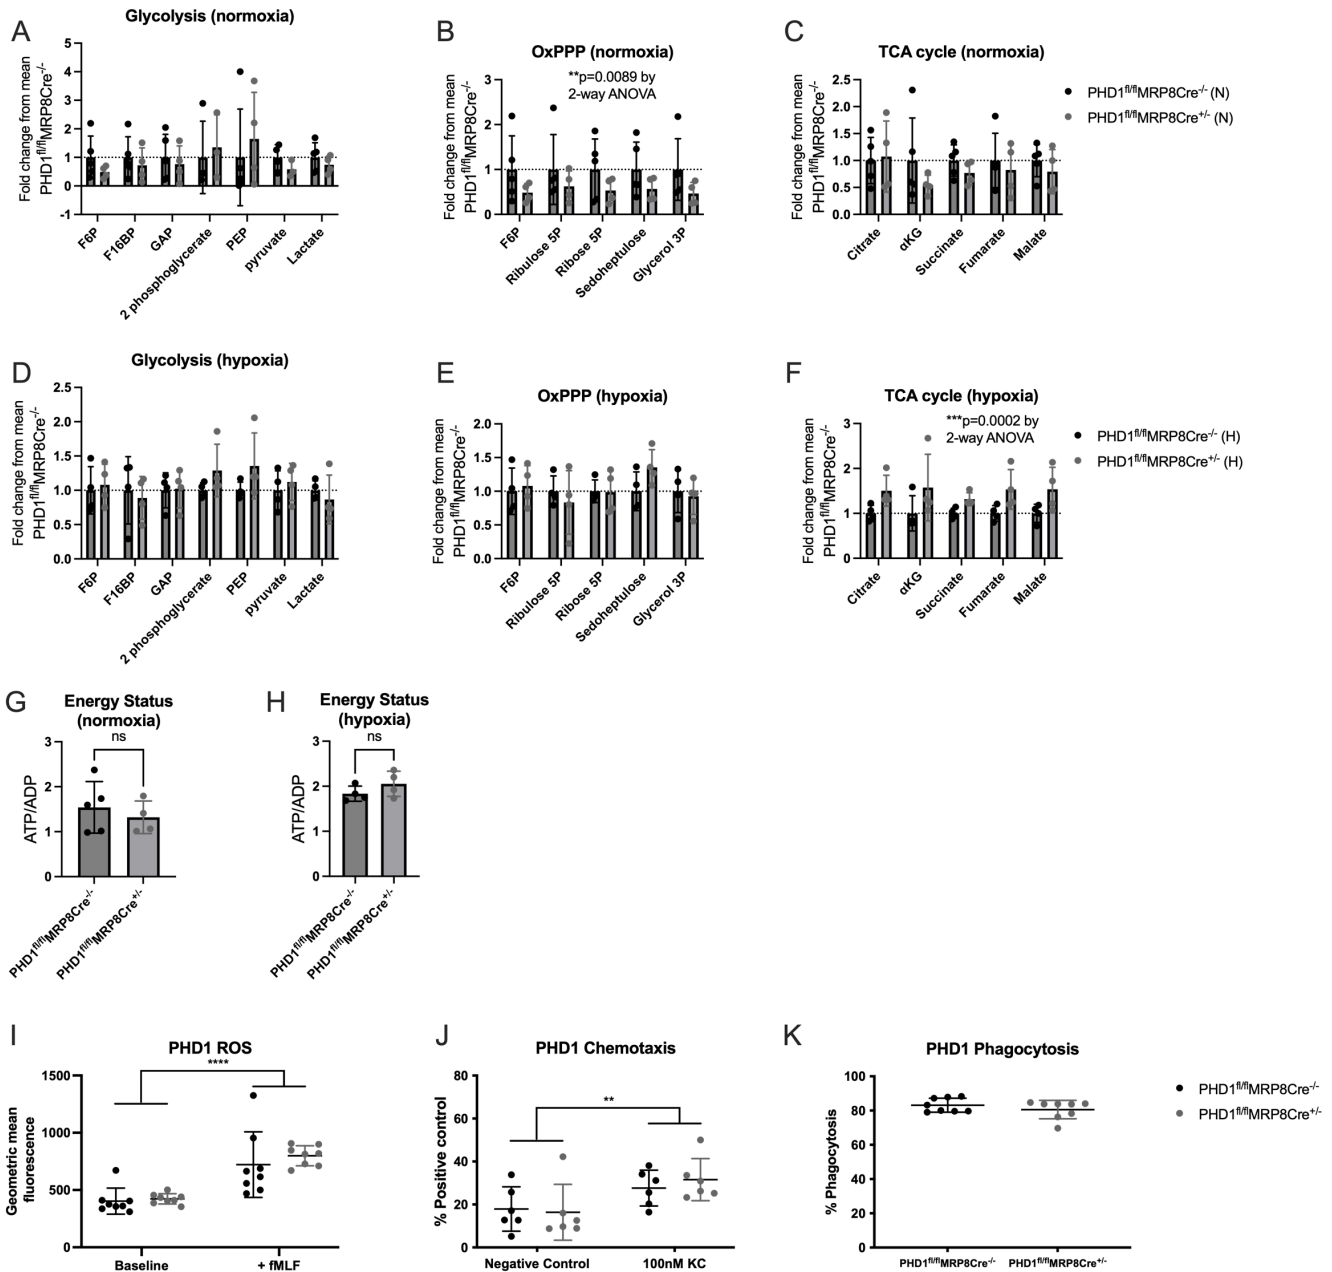 A
Glycolysis (normoxia)
Fold change from mean
PHD1fl/flMRP8Cre-/-
5
4
3
2
1
0
-1
F6P
F16BP
GAP
2 phosphoglycerate
PEP
pyruvate
Lactate
B
OxPPP (normoxia)
**p=0.0089 by
2-way ANOVA
Fold change from mean
PHD1fl/flMRP8Cre-/-
3
2
1
0
F6P
Ribulose 5P
Ribose 5P
Sedoheptulose
Glycerol 3P
C
TCA cycle (normoxia)
Fold change from mean
PHD1fl/flMRP8Cre-/-
2.5
2.0
1.5
1.0
0.5
0.0
Citrate
αKG
Succinate
Fumarate
Malate
PHD1fl/flMRP8Cre-/- (N)
PHD1fl/flMRP8Cre+/- (N)
D
Glycolysis (hypoxia)
Fold change from mean
PHD1fl/flMRP8Cre-/-
2.5
2.0
1.5
1.0
0.5
0.0
F6P
F16BP
GAP
2 phosphoglycerate
PEP
pyruvate
Lactate
E
OxPPP (hypoxia)
Fold change from mean
PHD1fl/flMRP8Cre-/-
2.0
1.5
1.0
0.5
0.0
F6P
Ribulose 5P
Ribose 5P
Sedoheptulose
Glycerol 3P
F
TCA cycle (hypoxia)
***p=0.0002 by
2-way ANOVA
Fold change from mean
PHD1fl/flMRP8Cre-/-
3
2
1
0
Citrate
αKG
Succinate
Fumarate
Malate
PHD1fl/flMRP8Cre-/- (H)
PHD1fl/flMRP8Cre+/- (H)
G
Energy Status
(normoxia)
ns
ATP/ADP
3
2
1
0
PHD1fl/flMRP8Cre-/-
PHD1fl/flMRP8Cre+/-
H
Energy Status
(hypoxia)
ns
ATP/ADP
3
2
1
0
PHD1fl/flMRP8Cre-/-
PHD1fl/flMRP8Cre+/-
I
PHD1 ROS
****
Geometric mean
fluorescence
1500
1000
500
0
Baseline
+ fMLF
J
PHD1 Chemotaxis
**
% Positive control
80
60
40
20
0
Negative Control
100nM KC
K
PHD1 Phagocytosis
% Phagocytosis
100
80
60
40
20
0
PHD1fl/flMRP8Cre-/-
PHD1fl/flMRP8Cre+/-
PHD1fl/flMRP8Cre-/-
PHD1fl/flMRP8Cre+/-